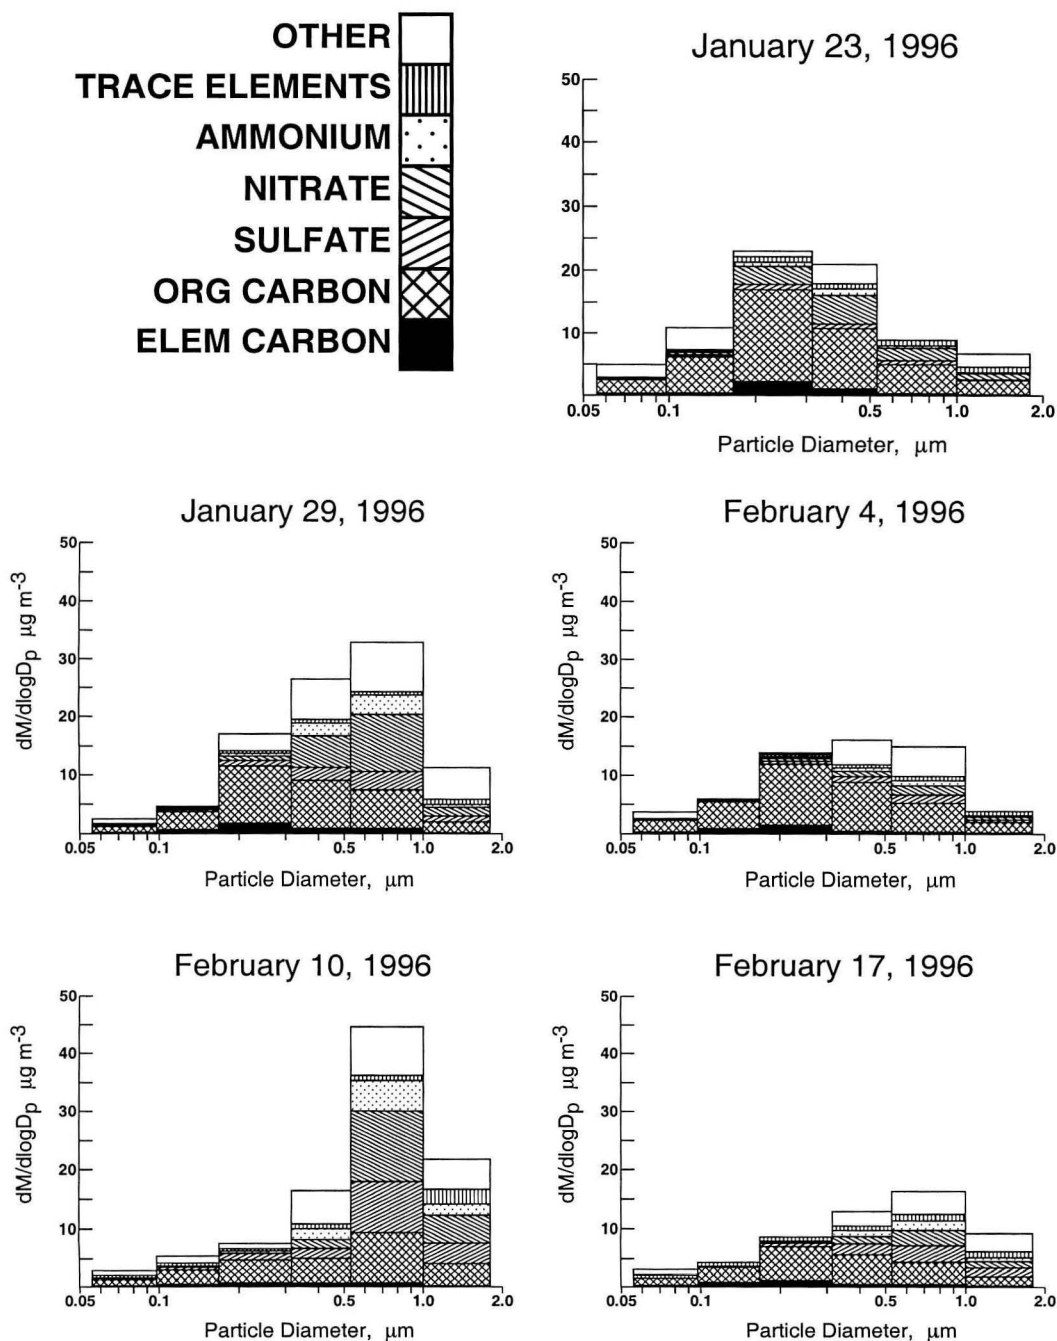 OTHER
TRACE ELEMENTS
AMMONIUM
NITRATE
SULFATE
ORG CARBON
ELEM CARBON
January 23, 1996
50
40
30
20
10
0.05 0.1 0.5 1.0 2.0
Particle Diameter, μm
January 29, 1996
dM/dlogDp μg m-3
50
40
30
20
10
0.05 0.1 0.5 1.0 2.0
Particle Diameter, μm
February 4, 1996
dM/dlogDp μg m-3
50
40
30
20
10
0.05 0.1 0.5 1.0 2.0
Particle Diameter, μm
February 10, 1996
dM/dlogDp μg m-3
50
40
30
20
10
0.05 0.1 0.5 1.0 2.0
Particle Diameter, μm
February 17, 1996
dM/dlogDp μg m-3
50
40
30
20
10
0.05 0.1 0.5 1.0 2.0
Particle Diameter, μm